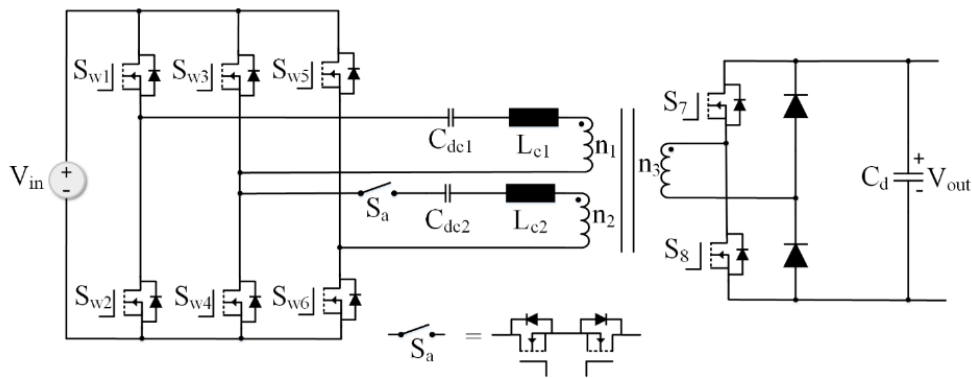 Sw1
Sw3
Sw5
S7
Cdc1
Lc1
n1
n3
Vin
+
-
Sa
Cdc2
Lc2
n2
Cd
+
-
Vout
S8
Sw2
Sw4
Sw6
Sa
=